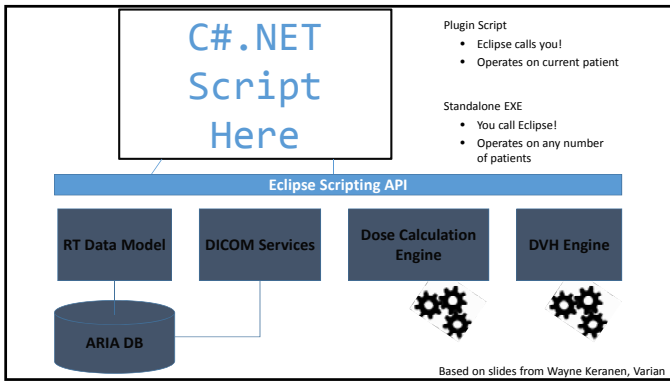 C#.NET
Script
Here
Plugin Script
• Eclipse calls you!
• Operates on current patient
Standalone EXE
• You call Eclipse!
• Operates on any number
of patients
Eclipse Scripting API
RT Data Model
DICOM Services
Dose Calculation
Engine
DVH Engine
ARIA DB
Based on slides from Wayne Keranen, Varian